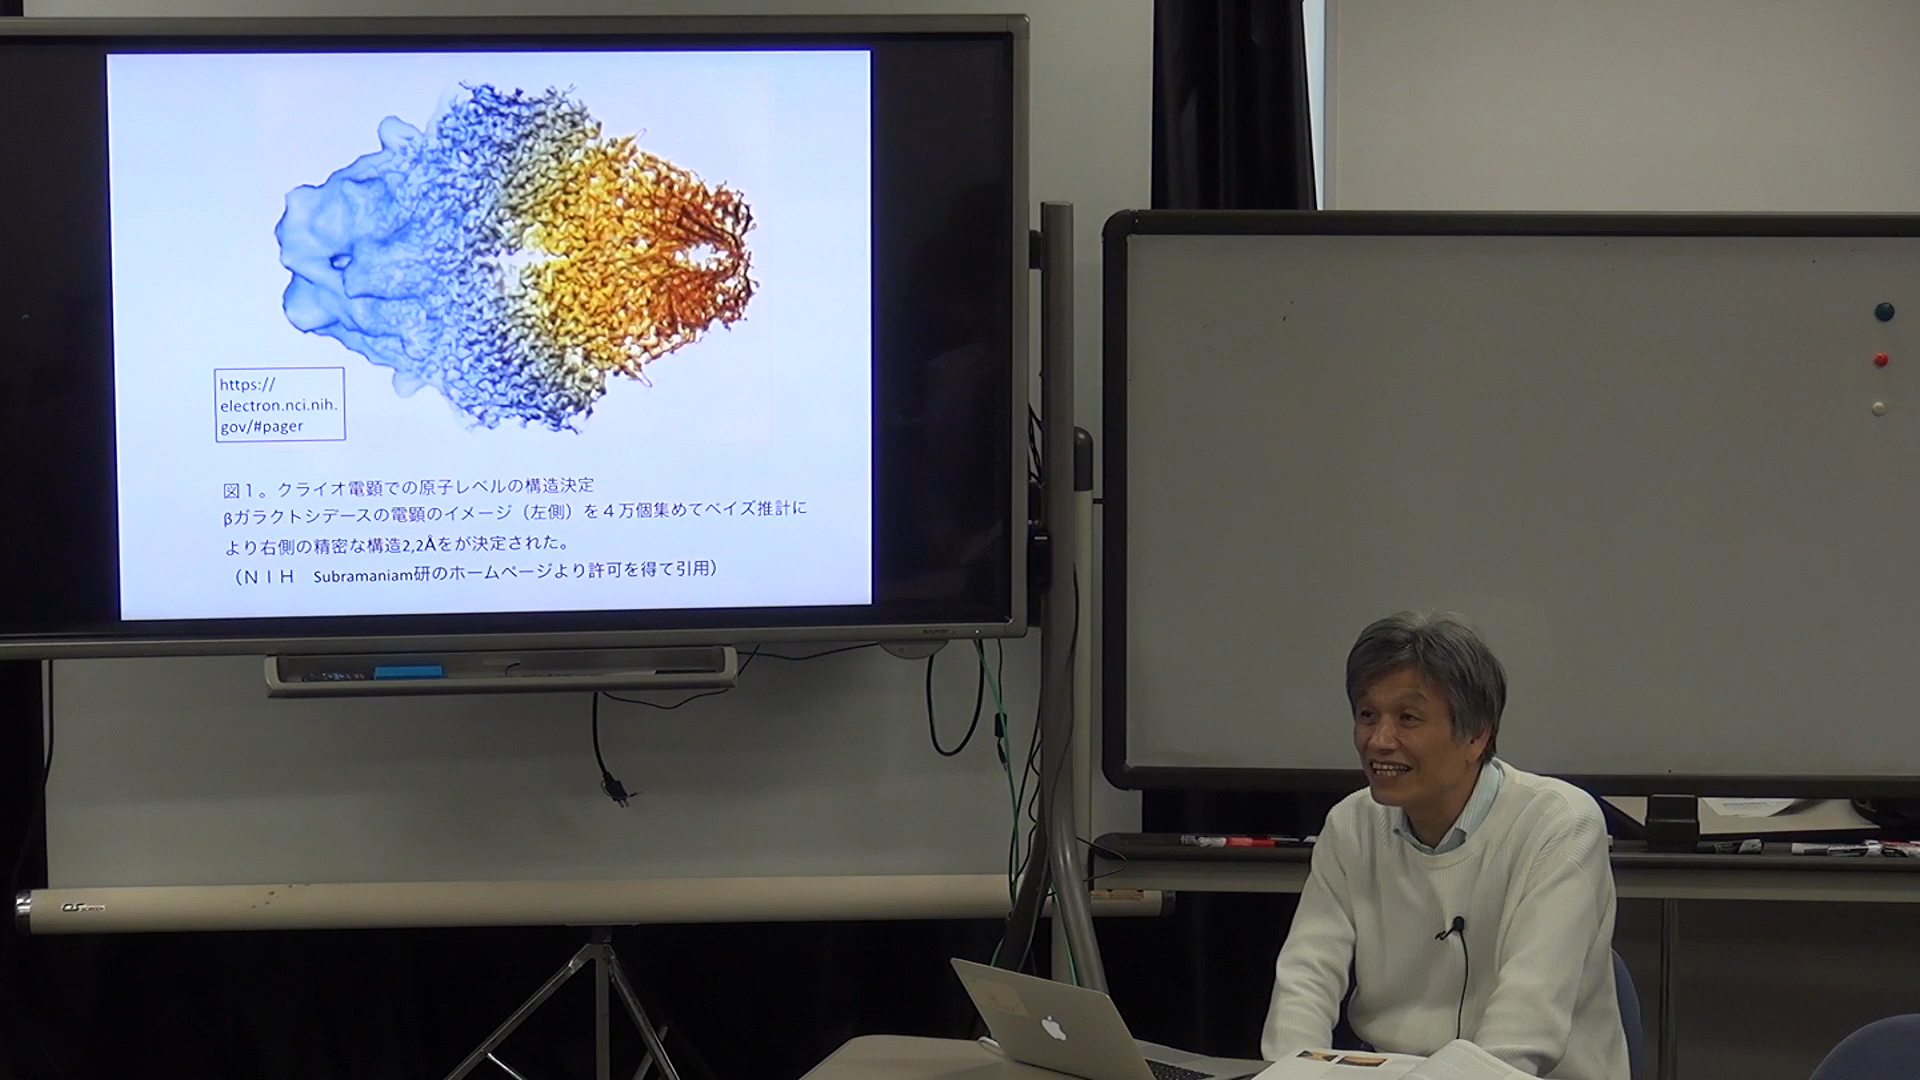 https://
electron.nci.nih.
gov/#pager
図１。クライオ電顕での原子レベルの構造決定
βガラクトシデースの電顕のイメージ（左側）を４万個集めてベイズ推計に
より右側の精密な構造2,2Åをが決定された。
（ＮＩＨ　Subramaniam研のホームページより許可を得て引用）